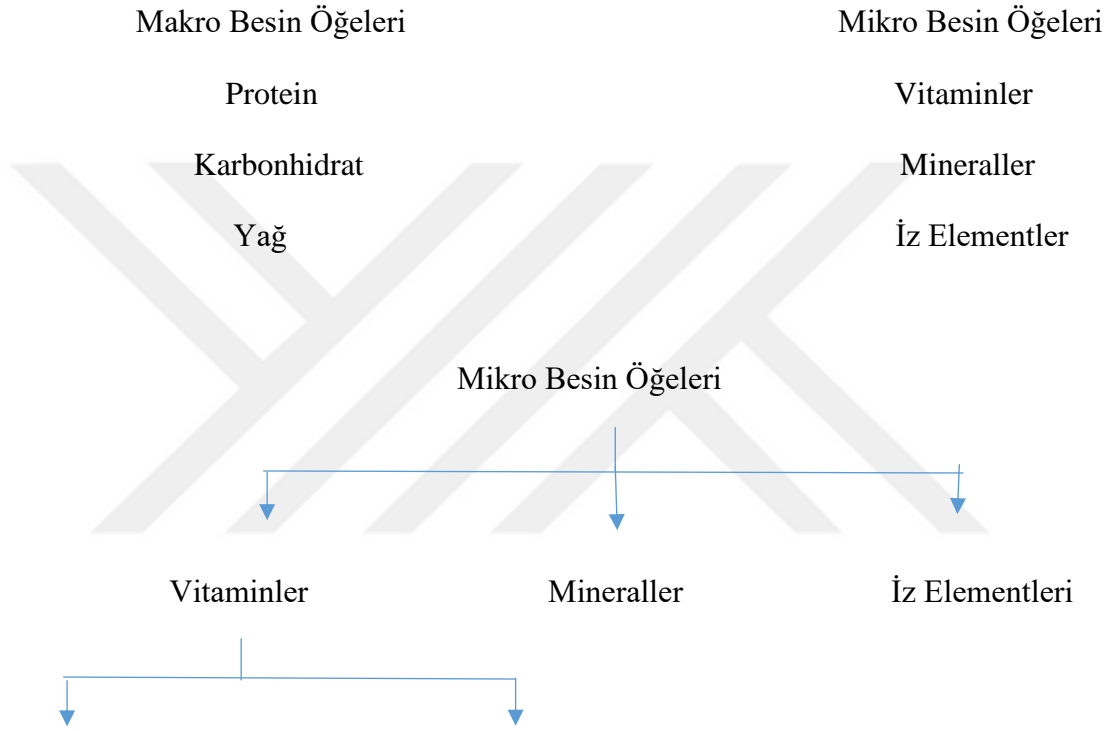 Makro Besin Öğeleri Mikro Besin Öğeleri
Protein Vitaminler
Karbonhidrat Mineraller
Yağ İz Elementler
Mikro Besin Öğeleri
Vitaminler Mineraller İz Elementleri